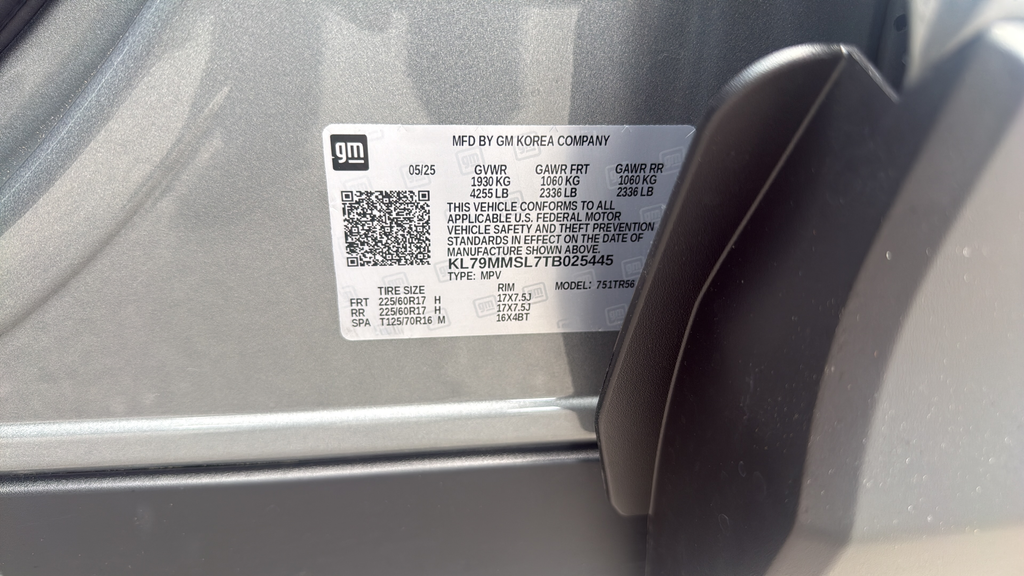 gm
MFD BY GM KOREA COMPANY
05/25 GVWR GAWR FRT GAWR RR
1930 KG 1060 KG 1060 KG
4255 LB 2336 LB 2336 LB
THIS VEHICLE CONFORMS TO ALL
APPLICABLE U.S. FEDERAL MOTOR
VEHICLE SAFETY AND THEFT PREVENTION
STANDARDS IN EFFECT ON THE DATE OF
MANUFACTURE SHOWN ABOVE.
KL79MMSL7TB025445
TYPE: MPV MODEL: 751TR56
TIRE SIZE RIM
FRT 225/60R17 H 17X7.5J
RR 225/60R17 H 17X7.5J
SPA T125/70R16 M 16X4BT